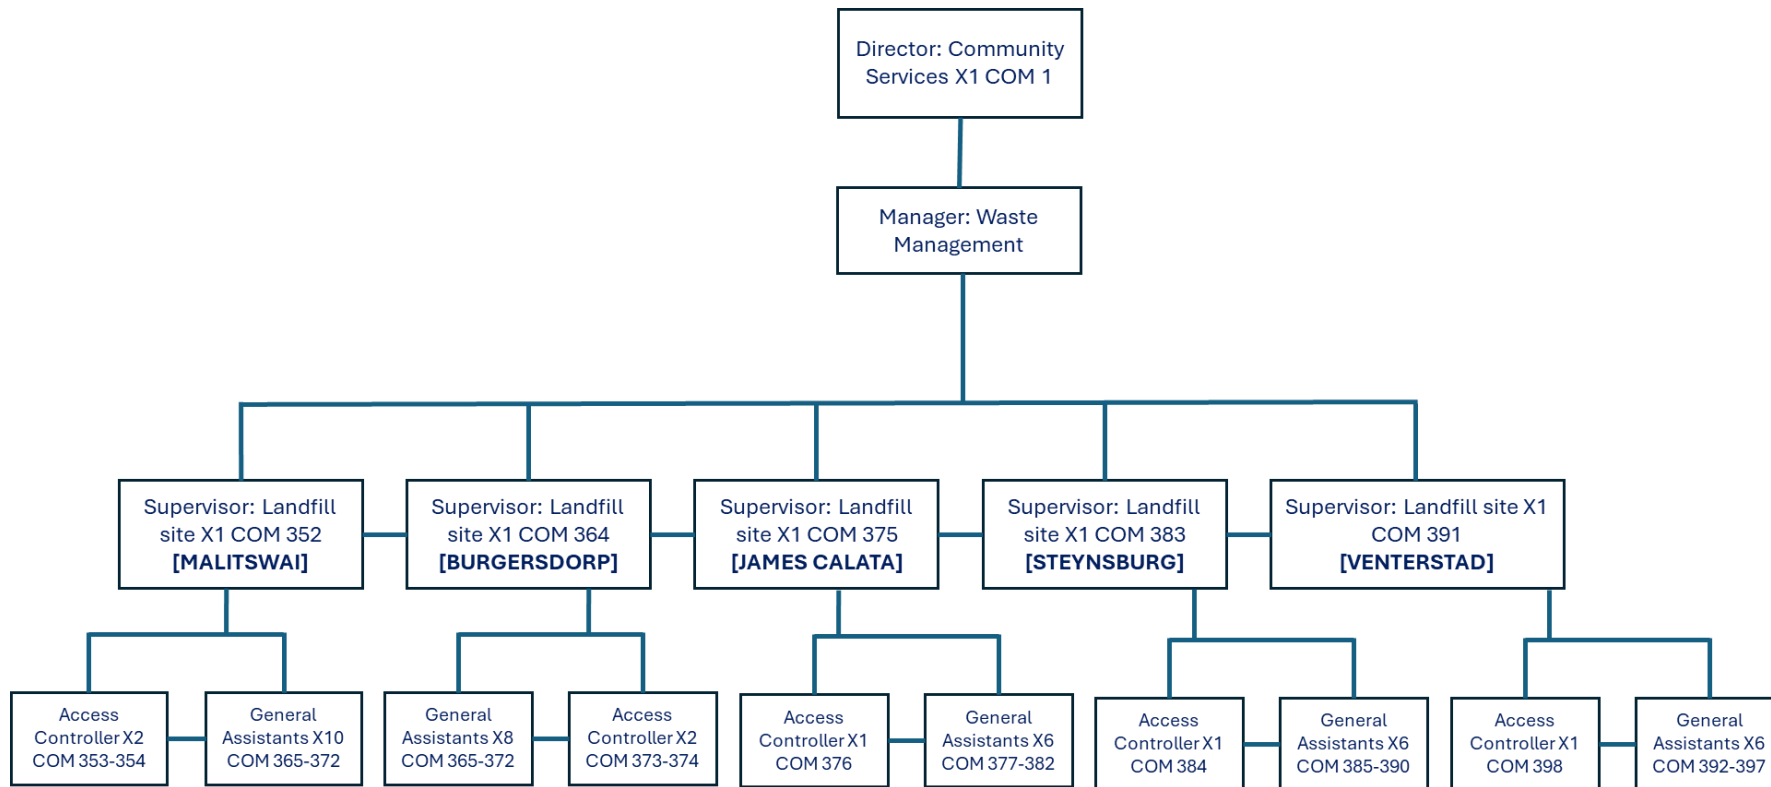 Director: Community
Services X1 COM 1
Manager: Waste
Management
Supervisor: Landfill
site X1 COM 352
[MALITSWAI]
Supervisor: Landfill
site X1 COM 364
[BURGERSDORP]
Supervisor: Landfill
site X1 COM 375
[JAMES CALATA]
Supervisor: Landfill
site X1 COM 383
[STEYNSBURG]
Supervisor: Landfill site X1
COM 391
[VENTERSTAD]
Access
Controller X2
COM 353-354
General
Assistants X10
COM 365-372
General
Assistants X8
COM 365-372
Access
Controller X2
COM 373-374
Access
Controller X1
COM 376
General
Assistants X6
COM 377-382
Access
Controller X1
COM 384
General
Assistants X6
COM 385-390
Access
Controller X1
COM 398
General
Assistants X6
COM 392-397